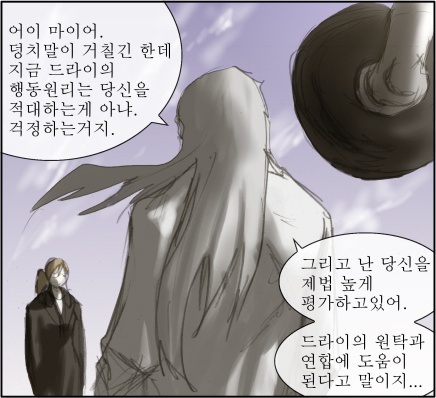 어이 마이어.
덩치말이 거칠긴 한데
지금 드라이의
행동원리는 당신을
적대하는게 아냐.
걱정하는거지.
그리고 난 당신을
제법 높게
평가하고있어.
드라이의 원탁과
연합에 도움이
된다고 말이지...